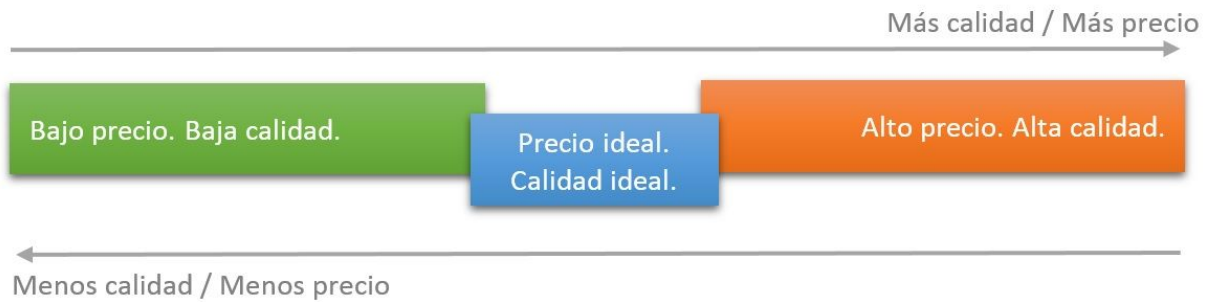 Más calidad / Más precio
Bajo precio. Baja calidad.
Precio ideal.
Calidad ideal.
Alto precio. Alta calidad.
Menos calidad / Menos precio